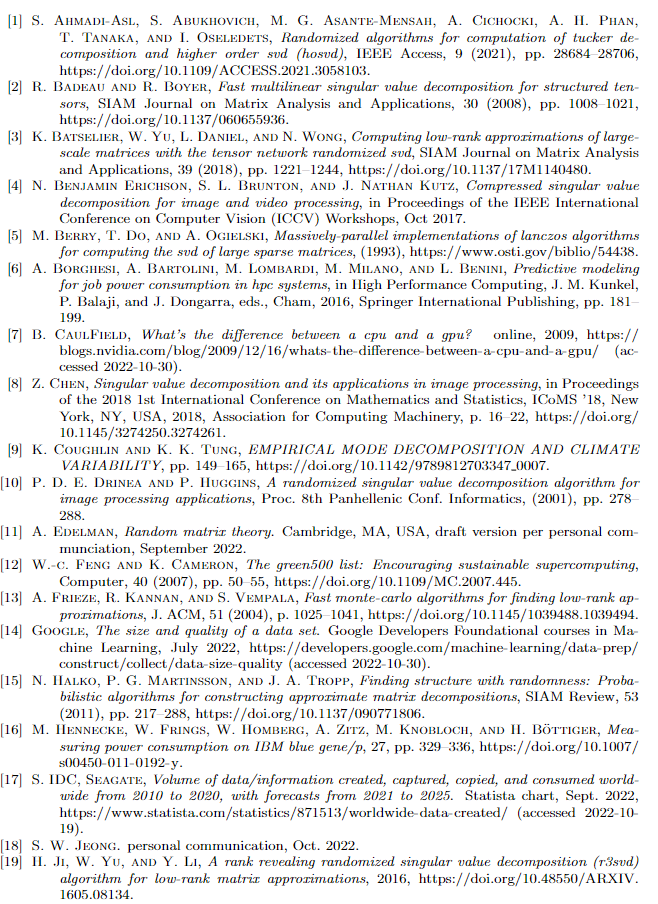 [1] S. Ahmadi-Asl, S. Abukhovich, M. G. Asante-Mensah, A. Cichocki, A. H. Phan,
T. Tanaka, and I. Oseledets, Randomized algorithms for computation of tucker de-
composition and higher order svd (hosvd), IEEE Access, 9 (2021), pp. 28684–28706,
https://doi.org/10.1109/ACCESS.2021.3058103.
[2] R. Badeau and R. Boyer, Fast multilinear singular value decomposition for structured ten-
sors, SIAM Journal on Matrix Analysis and Applications, 30 (2008), pp. 1008–1021,
https://doi.org/10.1137/060655936.
[3] K. Batselier, W. Yu, L. Daniel, and N. Wong, Computing low-rank approximations of large-
scale matrices with the tensor network randomized svd, SIAM Journal on Matrix Analysis
and Applications, 39 (2018), pp. 1221–1244, https://doi.org/10.1137/17M1140480.
[4] N. Benjamin Erichson, S. L. Brunton, and J. Nathan Kutz, Compressed singular value
decomposition for image and video processing, in Proceedings of the IEEE International
Conference on Computer Vision (ICCV) Workshops, Oct 2017.
[5] M. Berry, T. Do, and A. Ogielski, Massively-parallel implementations of lanczos algorithms
for computing the svd of large sparse matrices, (1993), https://www.osti.gov/biblio/54438.
[6] A. Borghesi, A. Bartolini, M. Lombardi, M. Milano, and L. Benini, Predictive modeling
for job power consumption in hpc systems, in High Performance Computing, J. M. Kunkel,
P. Balaji, and J. Dongarra, eds., Cham, 2016, Springer International Publishing, pp. 181–
199.
[7] B. CaulField, What's the difference between a cpu and a gpu? online, 2009, https://
blogs.nvidia.com/blog/2009/12/16/whats-the-difference-between-a-cpu-and-a-gpu/ (ac-
cessed 2022-10-30).
[8] Z. Chen, Singular value decomposition and its applications in image processing, in Proceedings
of the 2018 1st International Conference on Mathematics and Statistics, ICoMS '18, New
York, NY, USA, 2018, Association for Computing Machinery, p. 16–22, https://doi.org/
10.1145/3274250.3274261.
[9] K. Coughlin and K. K. Tung, EMPIRICAL MODE DECOMPOSITION AND CLIMATE
VARIABILITY, pp. 149–165, https://doi.org/10.1142/9789812703347_0007.
[10] P. D. E. Drinea and P. Huggins, A randomized singular value decomposition algorithm for
image processing applications, Proc. 8th Panhellenic Conf. Informatics, (2001), pp. 278–
288.
[11] A. Edelman, Random matrix theory. Cambridge, MA, USA, draft version per personal com-
munciation, September 2022.
[12] W.-c. Feng and K. Cameron, The green500 list: Encouraging sustainable supercomputing,
Computer, 40 (2007), pp. 50–55, https://doi.org/10.1109/MC.2007.445.
[13] A. Frieze, R. Kannan, and S. Vempala, Fast monte-carlo algorithms for finding low-rank ap-
proximations, J. ACM, 51 (2004), p. 1025–1041, https://doi.org/10.1145/1039488.1039494.
[14] Google, The size and quality of a data set. Google Developers Foundational courses in Ma-
chine Learning, July 2022, https://developers.google.com/machine-learning/data-prep/
construct/collect/data-size-quality (accessed 2022-10-30).
[15] N. Halko, P. G. Martinsson, and J. A. Tropp, Finding structure with randomness: Proba-
bilistic algorithms for constructing approximate matrix decompositions, SIAM Review, 53
(2011), pp. 217–288, https://doi.org/10.1137/090771806.
[16] M. Hennecke, W. Frings, W. Homberg, A. Zitz, M. Knobloch, and H. Böttiger, Mea-
suring power consumption on IBM blue gene/p, 27, pp. 329–336, https://doi.org/10.1007/
s00450-011-0192-y.
[17] S. IDC, Seagate, Volume of data/information created, captured, copied, and consumed world-
wide from 2010 to 2020, with forecasts from 2021 to 2025. Statista chart, Sept. 2022,
https://www.statista.com/statistics/871513/worldwide-data-created/ (accessed 2022-10-
19).
[18] S. W. Jeong. personal communication, Oct. 2022.
[19] H. Ji, W. Yu, and Y. Li, A rank revealing randomized singular value decomposition (r3svd)
algorithm for low-rank matrix approximations, 2016, https://doi.org/10.48550/ARXIV.
1605.08134.